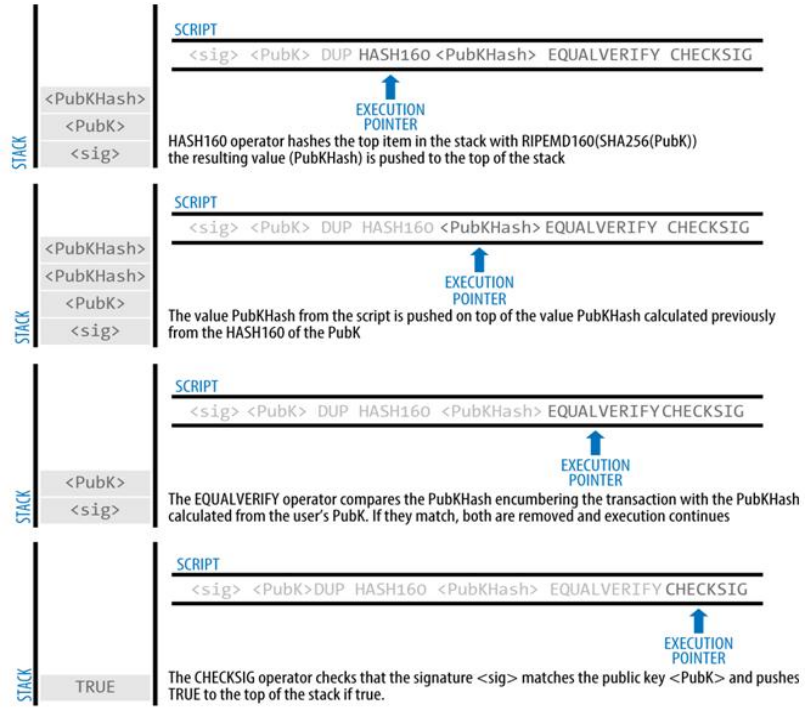 SCRIPT
<sig> <PubK> DUP HASH160 <PubKHash> EQUALVERIFY CHECKSIG
EXECUTION
POINTER
<PubKHash>
<PubK>
<sig>
STACK
HASH160 operator hashes the top item in the stack with RIPEMD160(SHA256(PubK))
the resulting value (PubKHash) is pushed to the top of the stack
SCRIPT
<sig> <PubK> DUP HASH160 <PubKHash> EQUALVERIFY CHECKSIG
EXECUTION
POINTER
<PubKHash>
<PubKHash>
<PubK>
<sig>
STACK
The value PubKHash from the script is pushed on top of the value PubKHash calculated previously
from the HASH160 of the PubK
SCRIPT
<sig> <PubK> DUP HASH160 <PubKHash> EQUALVERIFY CHECKSIG
EXECUTION
POINTER
<PubK>
<sig>
STACK
The EQUALVERIFY operator compares the PubKHash encumbering the transaction with the PubKHash
calculated from the user's PubK. If they match, both are removed and execution continues
SCRIPT
<sig> <PubK>DUP HASH160 <PubKHash> EQUALVERIFY CHECKSIG
EXECUTION
POINTER
TRUE
STACK
The CHECKSIG operator checks that the signature <sig> matches the public key <PubK> and pushes
TRUE to the top of the stack if true.